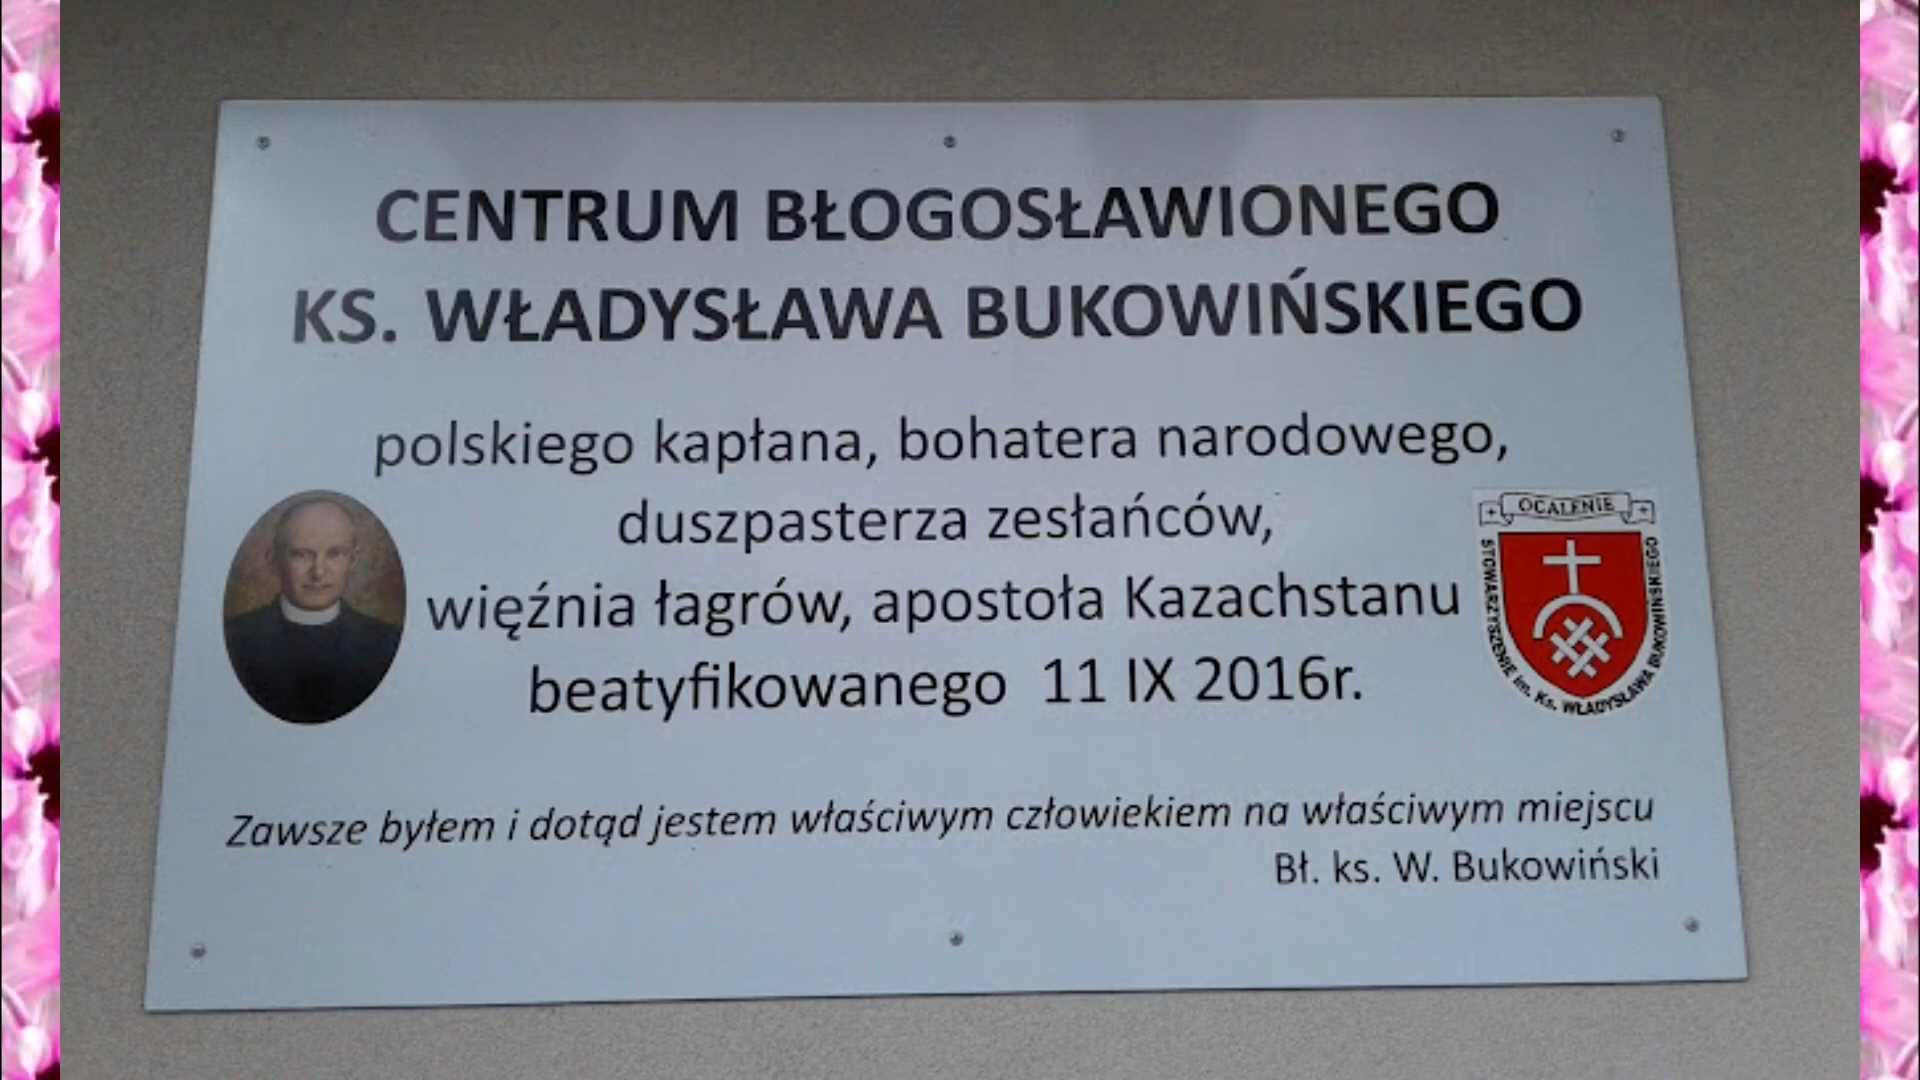 CENTRUM BŁOGOSŁAWIONEGO
KS. WŁADYSŁAWA BUKOWIŃSKIEGO
polskiego kapłana, bohatera narodowego,
duszpasterza zesłańców,
więźnia łagrów, apostoła Kazachstanu
beatyfikowanego 11 IX 2016r.
OCALENIE
STOWARZYSZENIE im. Ks. WŁADYSŁAWA BUKOWIŃSKIEGO
Zawsze byłem i dotąd jestem właściwym człowiekiem na właściwym miejscu
Bł. ks. W. Bukowiński